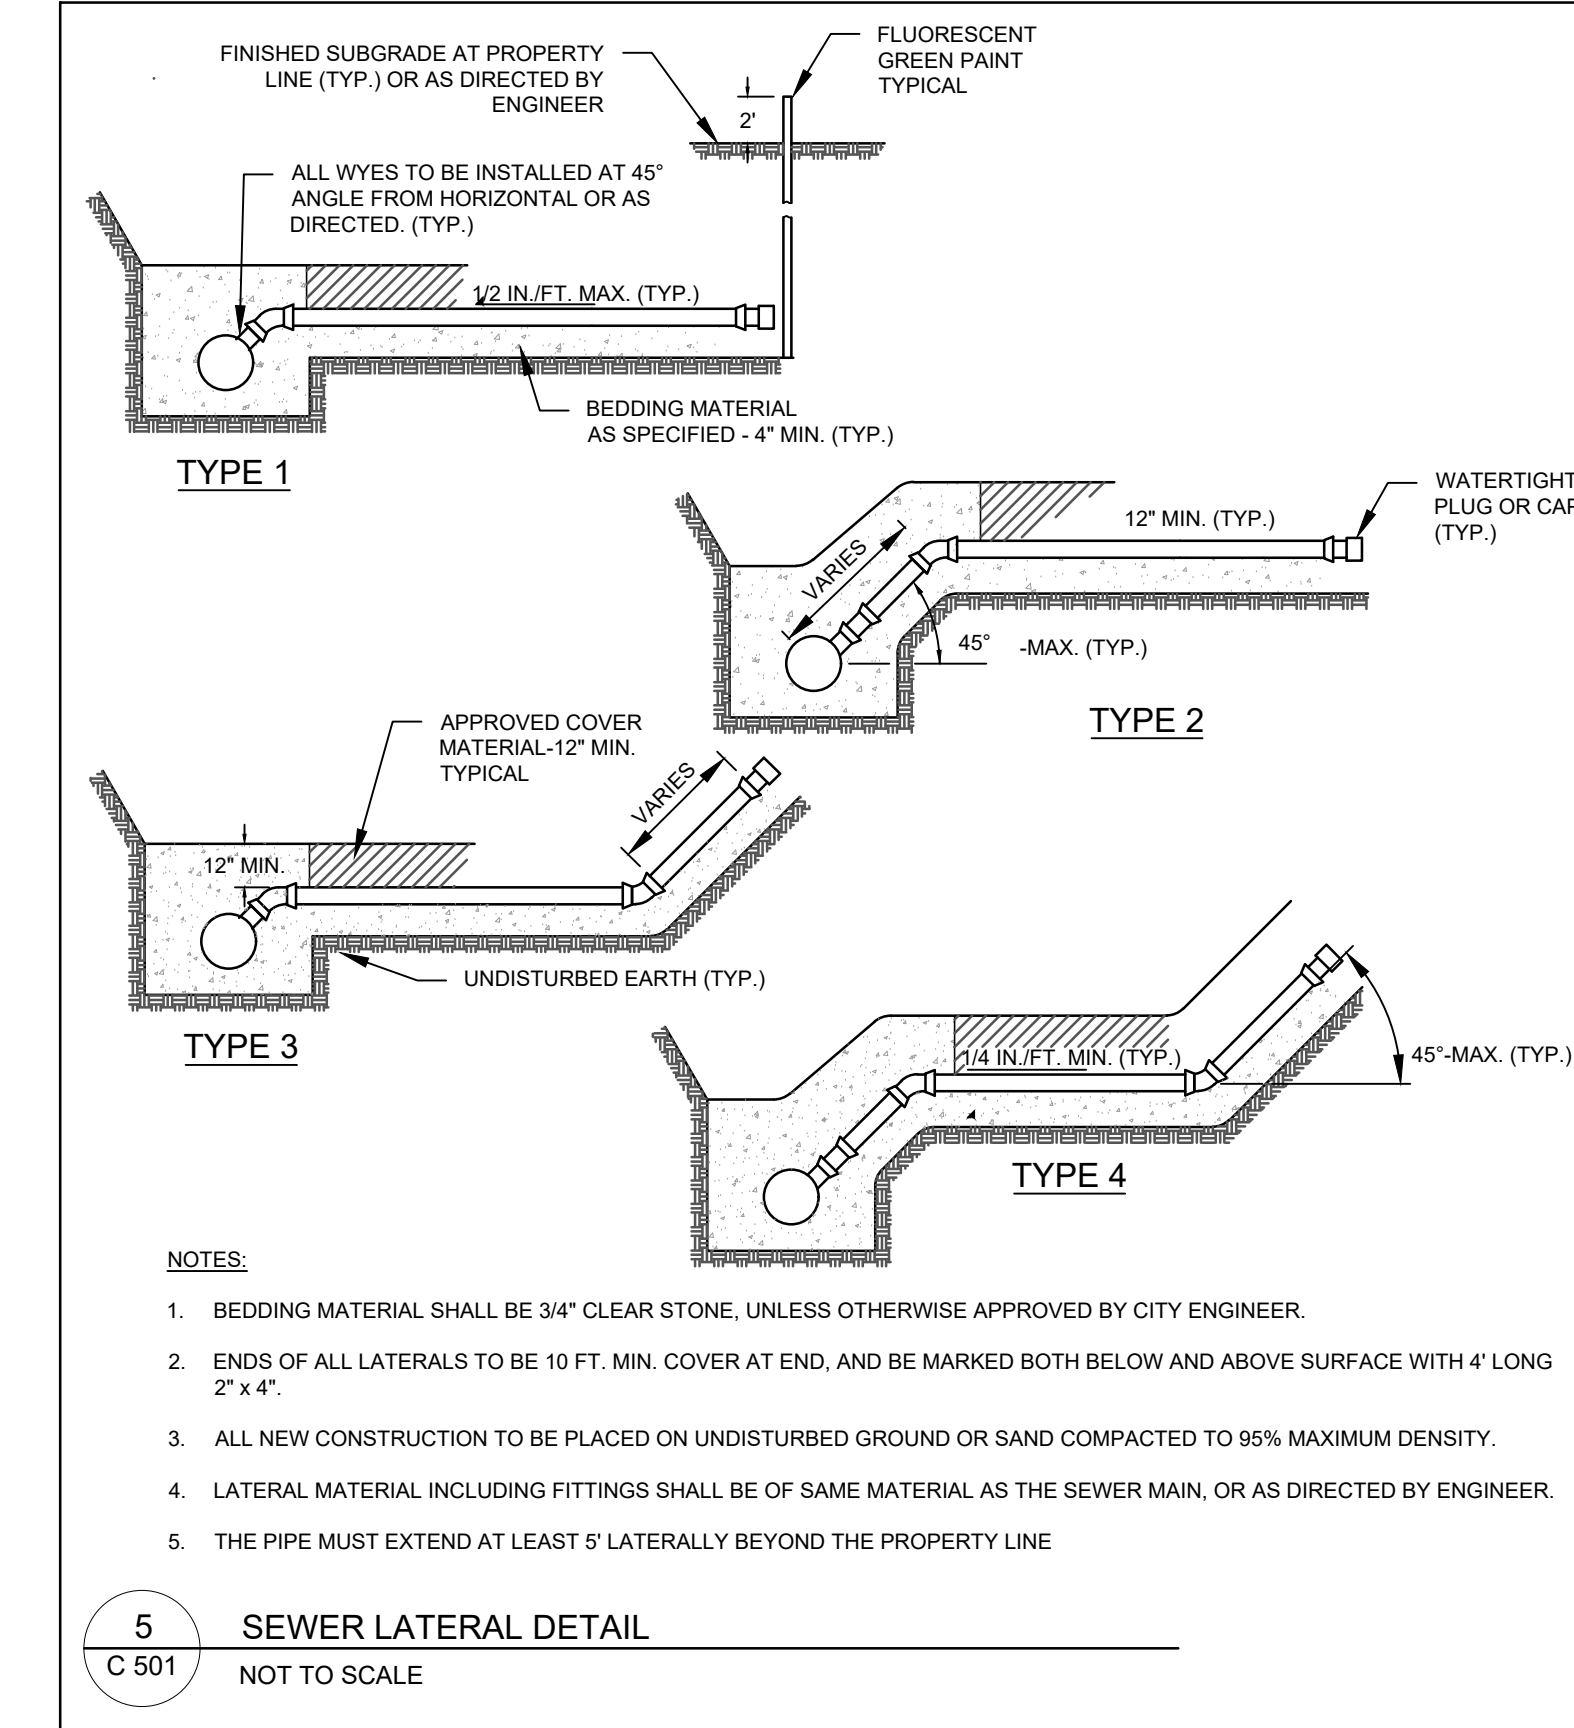 FINISHED SUBGRADE AT PROPERTY
LINE (TYP.) OR AS DIRECTED BY
ENGINEER
FLUORESCENT
GREEN PAINT
TYPICAL
2'
ALL WYES TO BE INSTALLED AT 45°
ANGLE FROM HORIZONTAL OR AS
DIRECTED. (TYP.)
1/2 IN./FT. MAX. (TYP.)
BEDDING MATERIAL
AS SPECIFIED - 4" MIN. (TYP.)
TYPE 1
WATERTIGHT
PLUG OR CAP
(TYP.)
12" MIN. (TYP.)
VARIES
45° -MAX. (TYP.)
TYPE 2
APPROVED COVER
MATERIAL-12" MIN.
TYPICAL
VARIES
12" MIN.
UNDISTURBED EARTH (TYP.)
TYPE 3
1/4 IN./FT. MIN. (TYP.)
45°-MAX. (TYP.)
TYPE 4
NOTES:
1. BEDDING MATERIAL SHALL BE 3/4" CLEAR STONE, UNLESS OTHERWISE APPROVED BY CITY ENGINEER.
2. ENDS OF ALL LATERALS TO BE 10 FT. MIN. COVER AT END, AND BE MARKED BOTH BELOW AND ABOVE SURFACE WITH 4' LONG
2" x 4".
3. ALL NEW CONSTRUCTION TO BE PLACED ON UNDISTURBED GROUND OR SAND COMPACTED TO 95% MAXIMUM DENSITY.
4. LATERAL MATERIAL INCLUDING FITTINGS SHALL BE OF SAME MATERIAL AS THE SEWER MAIN, OR AS DIRECTED BY ENGINEER.
5. THE PIPE MUST EXTEND AT LEAST 5' LATERALLY BEYOND THE PROPERTY LINE
5
C 501
SEWER LATERAL DETAIL
NOT TO SCALE